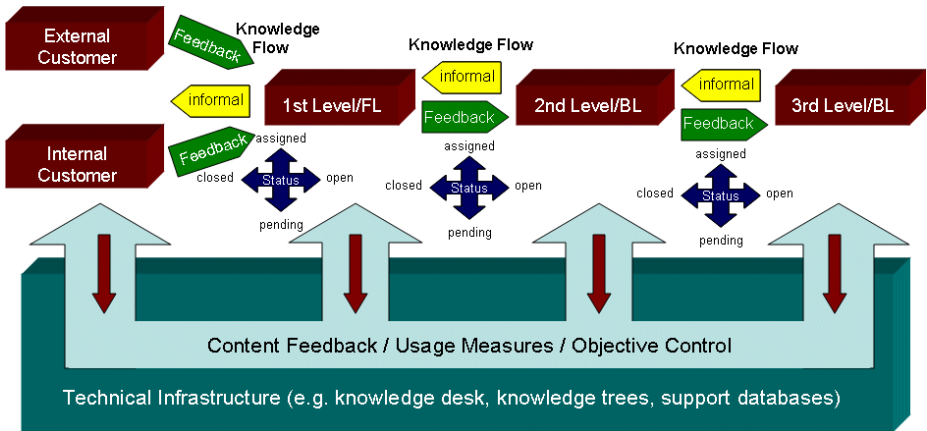 External
Customer
Feedback
Knowledge
Flow
informal
1st Level/FL
Knowledge Flow
informal
Feedback
2nd Level/BL
Knowledge Flow
informal
Feedback
3rd Level/BL
Internal
Customer
Feedback
assigned
closed
Status
open
pending
assigned
closed
Status
open
pending
assigned
closed
Status
open
pending
Content Feedback / Usage Measures / Objective Control
Technical Infrastructure (e.g. knowledge desk, knowledge trees, support databases)